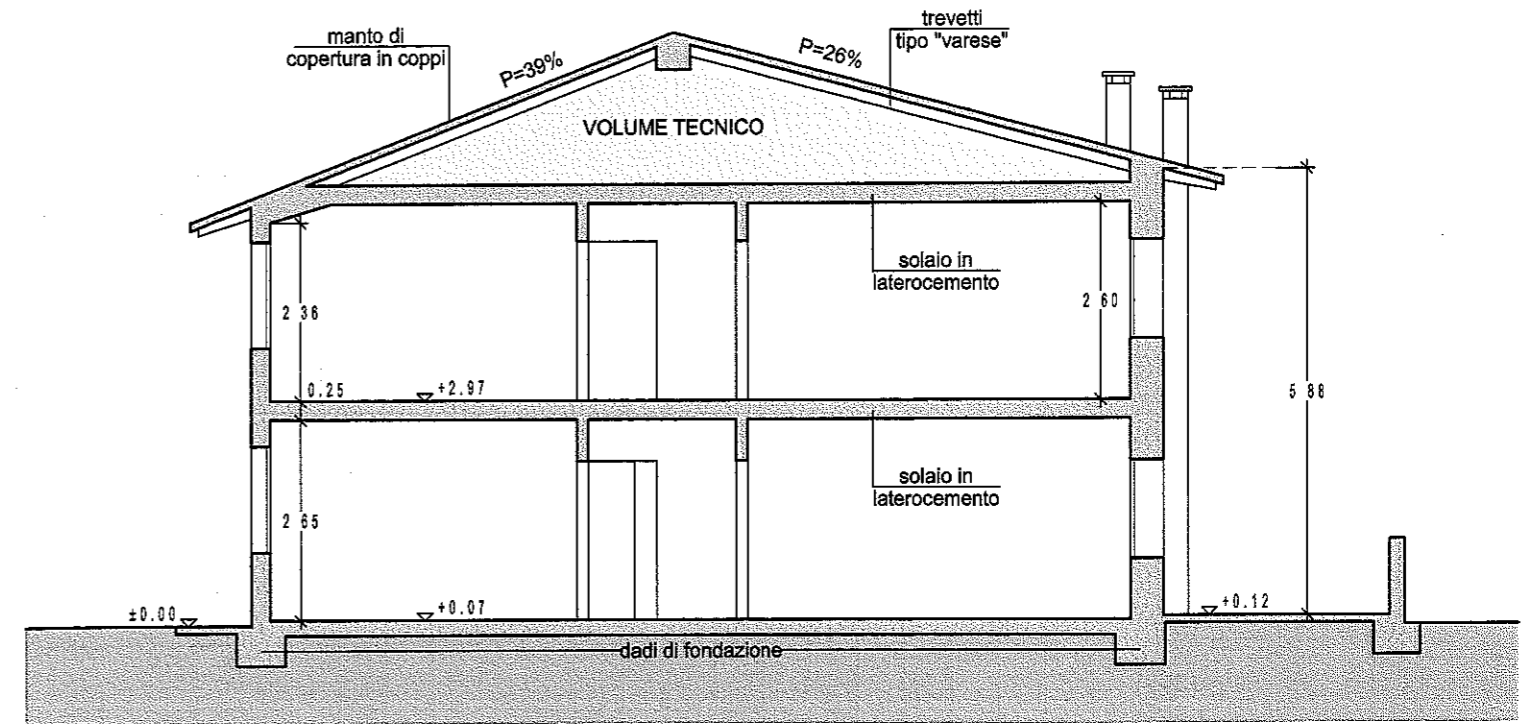 trevetti
tipo "varese"
manto di
copertura in coppi
P=39%
P=26%
VOLUME TECNICO
solaio in
laterocemento
2 36
2 60
0.25
+2.97
5 88
solaio in
laterocemento
2 65
±0.00
+0.07
+0.12
dadi di fondazione